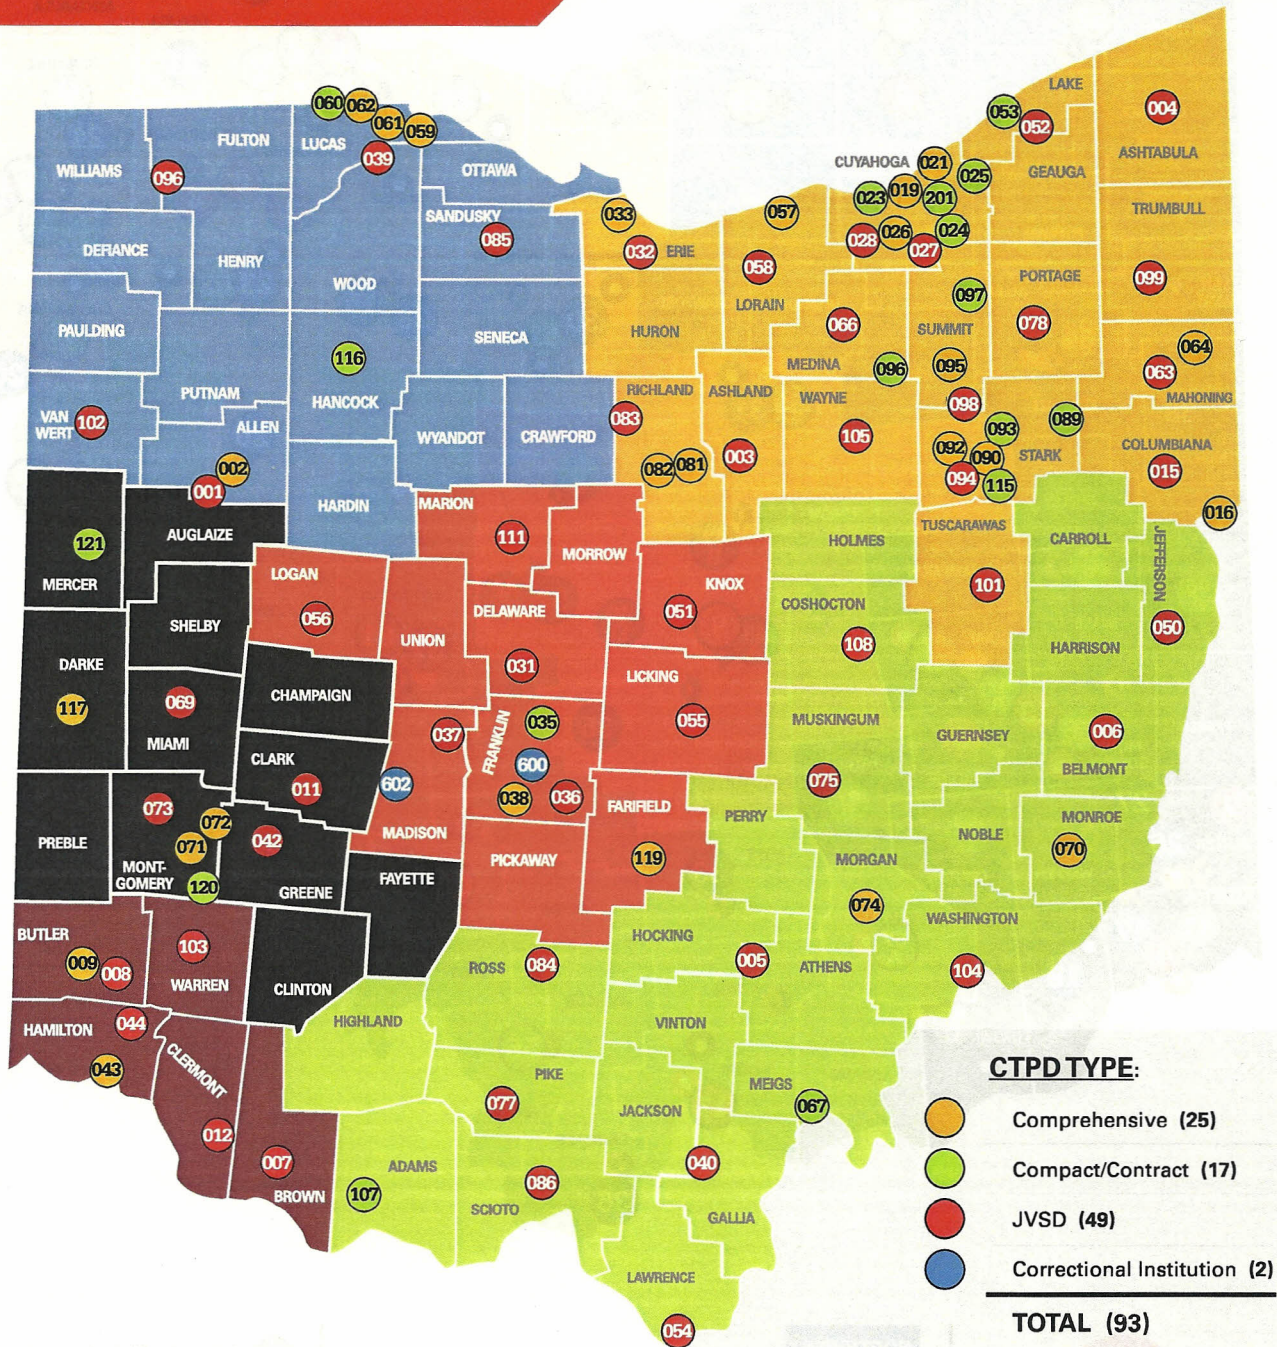 LAKE
004
053
052
060
062
061
059
FULTON
LUCAS
039
CUYAHOGA
021
ASHTABULA
WILLIAMS
096
OTTAWA
025
GEAUGA
023
019
201
SANDUSKY
033
057
TRUMBULL
085
028
026
027
024
DEFIANCE
HENRY
032
ERIE
058
WOOD
PORTAGE
099
097
LORAIN
PAULDING
SENECA
HURON
066
SUMMIT
078
064
116
MEDINA
096
095
063
PUTNAM
HANCOCK
RICHLAND
ASHLAND
WAYNE
098
MAHONING
VAN
WERT
102
ALLEN
083
089
WYANDOT
CRAWFORD
105
093
092
090
STARK
COLUMBIANA
002
001
082
081
003
094
115
015
HARDIN
MARION
016
AUGLAIZE
111
TUSCARAWAS
121
MORROW
HOLMES
CARROLL
JEFFERSON
MERCER
LOGAN
KNOX
101
056
DELAWARE
051
COSHOCTON
SHELBY
UNION
108
050
HARRISON
DARKE
031
LICKING
CHAMPAIGN
117
069
037
FRANKLIN
035
055
MUSKINGUM
GUERNSEY
006
MIAMI
CLARK
600
BELMONT
011
602
038
036
FARIFIELD
075
073
072
PERRY
MONROE
PREBLE
071
042
MADISON
NOBLE
MONT-
GOMERY
120
GREENE
FAYETTE
PICKAWAY
119
MORGAN
070
074
WASHINGTON
BUTLER
103
HOCKING
009
008
WARREN
CLINTON
ROSS
084
005
ATHENS
104
HAMILTON
044
HIGHLAND
VINTON
043
CLERMONT
PIKE
MEIGS
077
JACKSON
067
012
007
BROWN
ADAMS
107
086
SCIOTO
040
GALLIA
LAWRENCE
054
CTPD TYPE:
Comprehensive (25)
Compact/Contract (17)
JVSD (49)
Correctional Institution (2)
TOTAL (93)